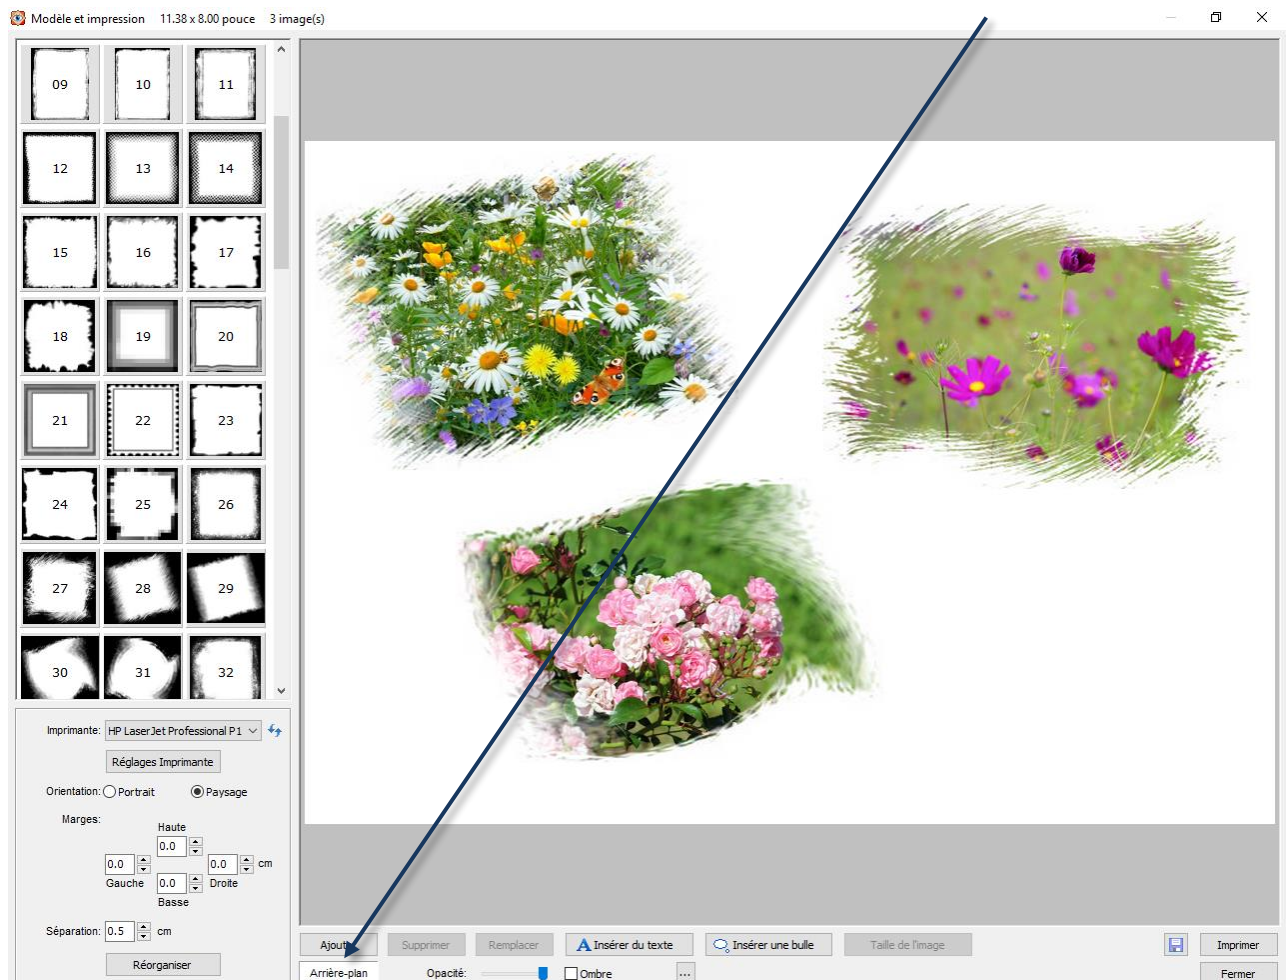 Modèle et impression 11.38 x 8.00 pouce 3 image(s)
09 10 11
12 13 14
15 16 17
18 19 20
21 22 23
24 25 26
27 28 29
30 31 32
Imprimante: HP LaserJet Professional P1
Réglages Imprimante
Orientation: Portrait Paysage
Marges:
Haute
0.0
0.0 0.0 cm
Gauche 0.0 Droite
Basse
Séparation: 0.5 cm
Réorganiser
Supprimer Remplacer A Insérer du texte Insérer une bulle Taille de l'image Imprimer
Arrière-plan Opacité: Ombre ... Fermer